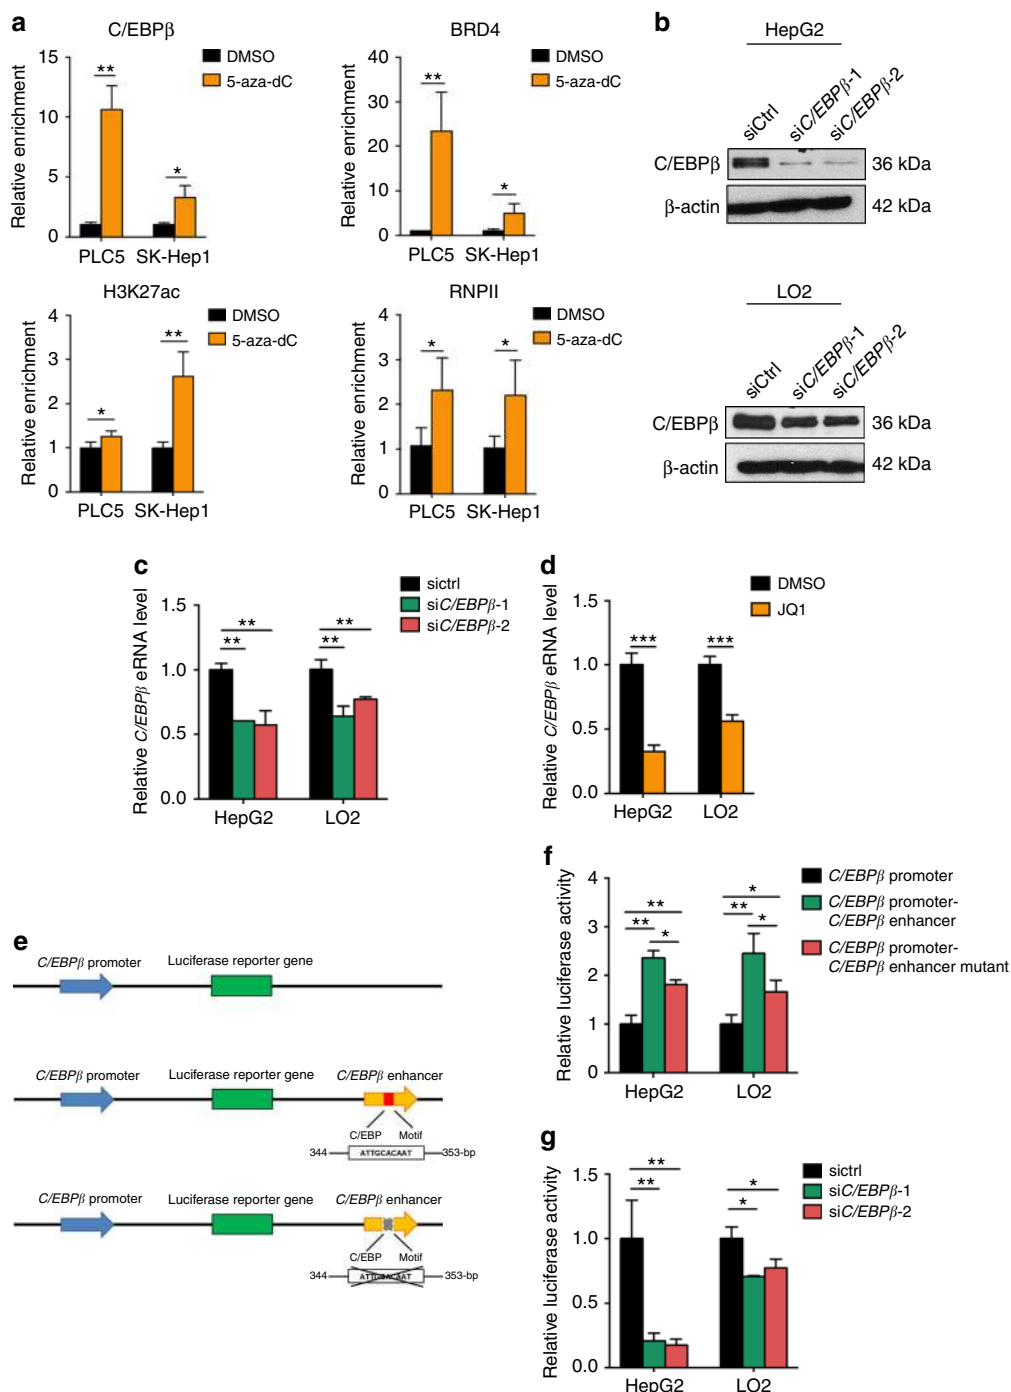 a
C/EBPβ
DMSO
5-aza-dC
Relative enrichment
15
10
5
0
**
*
PLC5
SK-Hep1
BRD4
DMSO
5-aza-dC
Relative enrichment
40
30
20
10
0
**
*
PLC5
SK-Hep1
H3K27ac
DMSO
5-aza-dC
Relative enrichment
4
3
2
1
0
*
**
PLC5
SK-Hep1
RNPII
DMSO
5-aza-dC
Relative enrichment
4
3
2
1
0
*
*
PLC5
SK-Hep1
b
HepG2
siCtrl
siC/EBPβ-1
siC/EBPβ-2
C/EBPβ
36 kDa
β-actin
42 kDa
LO2
siCtrl
siC/EBPβ-1
siC/EBPβ-2
C/EBPβ
36 kDa
β-actin
42 kDa
c
sictrl
siC/EBPβ-1
siC/EBPβ-2
Relative C/EBPβ eRNA level
1.5
1.0
0.5
0.0
**
**
**
**
HepG2
LO2
d
DMSO
JQ1
Relative C/EBPβ eRNA level
1.5
1.0
0.5
0.0
***
***
HepG2
LO2
e
C/EBPβ promoter
Luciferase reporter gene
C/EBPβ promoter
Luciferase reporter gene
C/EBPβ enhancer
C/EBP
Motif
344
ATTGCACAAT
353-bp
C/EBPβ promoter
Luciferase reporter gene
C/EBPβ enhancer
C/EBP
Motif
344
ATTGCACAAT
353-bp
f
C/EBPβ promoter
C/EBPβ promoter-
C/EBPβ enhancer
C/EBPβ promoter-
C/EBPβ enhancer mutant
Relative luciferase activity
4
3
2
1
0
**
**
*
*
**
*
HepG2
LO2
g
sictrl
siC/EBPβ-1
siC/EBPβ-2
Relative luciferase activity
1.5
1.0
0.5
0.0
**
**
*
*
HepG2
LO2